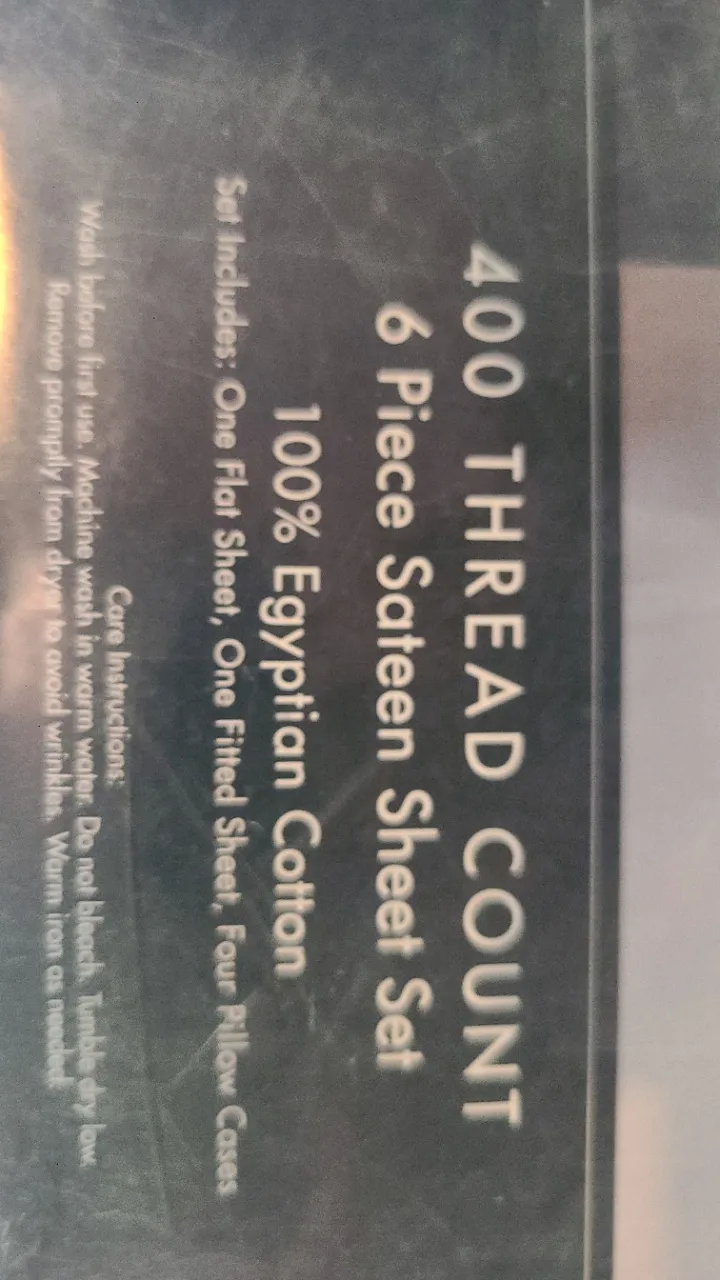 400 THREAD COUNT
6 Piece Sateen Sheet Set
100% Egyptian Cotton
Set Includes: One Flat Sheet, One Fitted Sheet, Four Pillow Cases
Care Instructions:
Wash before first use. Machine wash in warm water. Do not bleach. Tumble dry low.
Remove promptly from dryer to avoid wrinkles. Warm iron as needed.